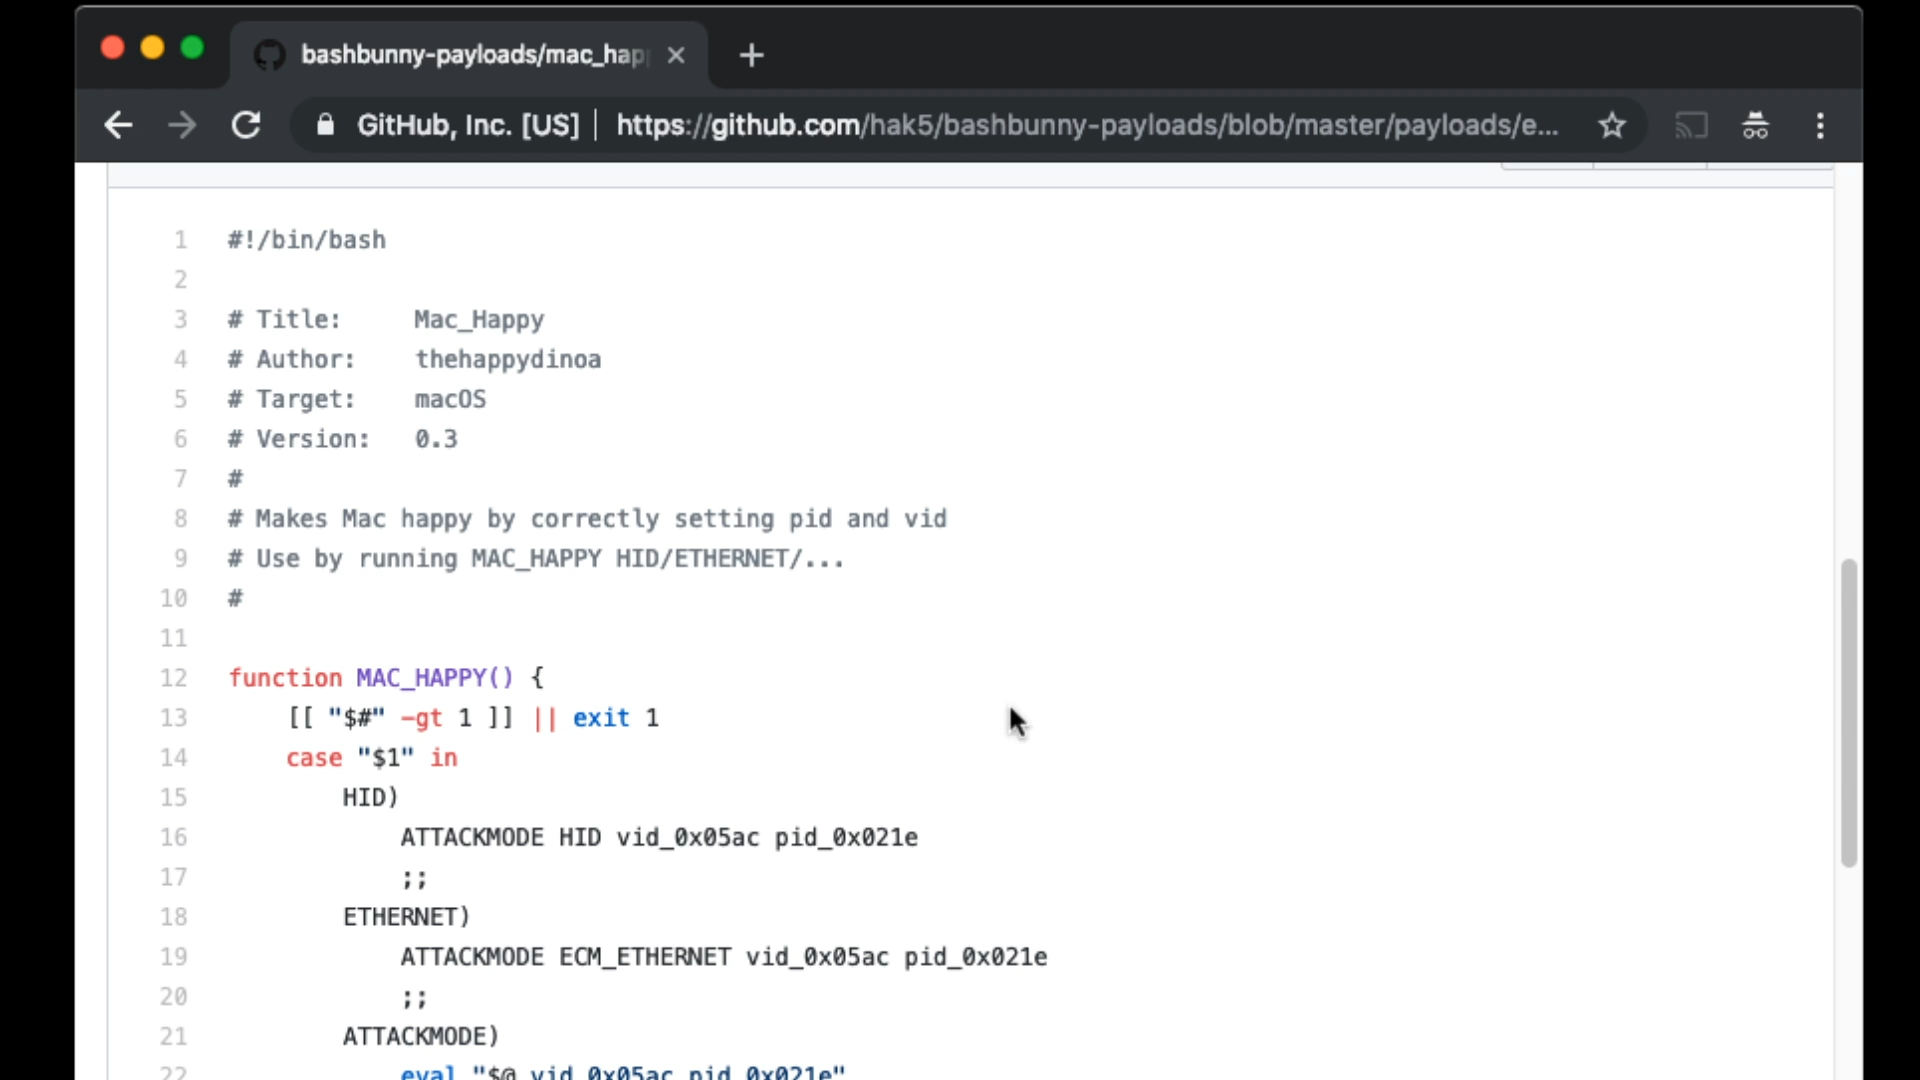 bashbunny-payloads/mac_hap
GitHub, Inc. [US] | https://github.com/hak5/bashbunny-payloads/blob/master/payloads/e...
1 #!/bin/bash
2
3 # Title: Mac_Happy
4 # Author: thehappydinoa
5 # Target: macOS
6 # Version: 0.3
7 #
8 # Makes Mac happy by correctly setting pid and vid
9 # Use by running MAC_HAPPY HID/ETHERNET/...
10 #
11
12 function MAC_HAPPY() {
13 [[ "$#" -gt 1 ]] || exit 1
14 case "$1" in
15 HID)
16 ATTACKMODE HID vid_0x05ac pid_0x021e
17 ;;
18 ETHERNET)
19 ATTACKMODE ECM_ETHERNET vid_0x05ac pid_0x021e
20 ;;
21 ATTACKMODE)
22 eval "$@ vid_0x05ac pid_0x021e"